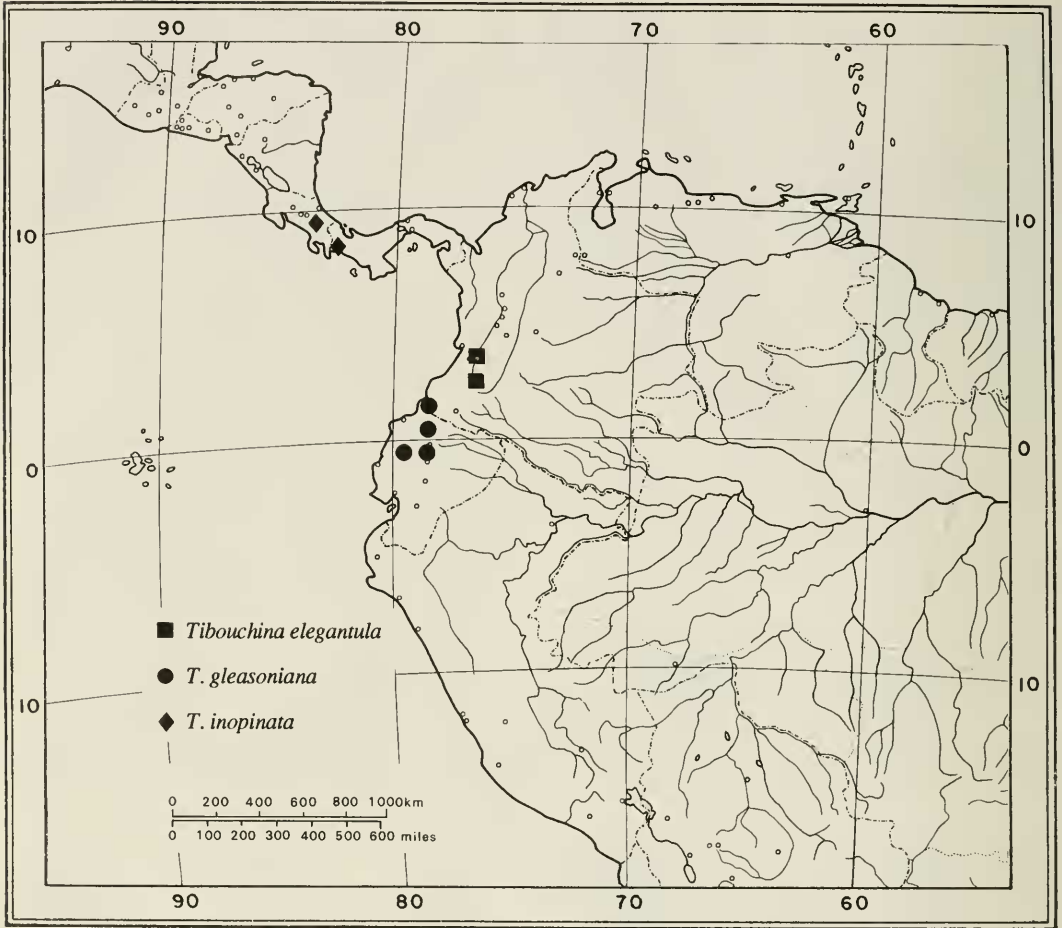 90 80 70 60
10 10
0 0
■ Tibouchina elegantula
● T. gleasoniana
◆ T. inopinata
10 10
0 200 400 600 800 1000km
0 100 200 300 400 500 600 miles
90 80 70 60